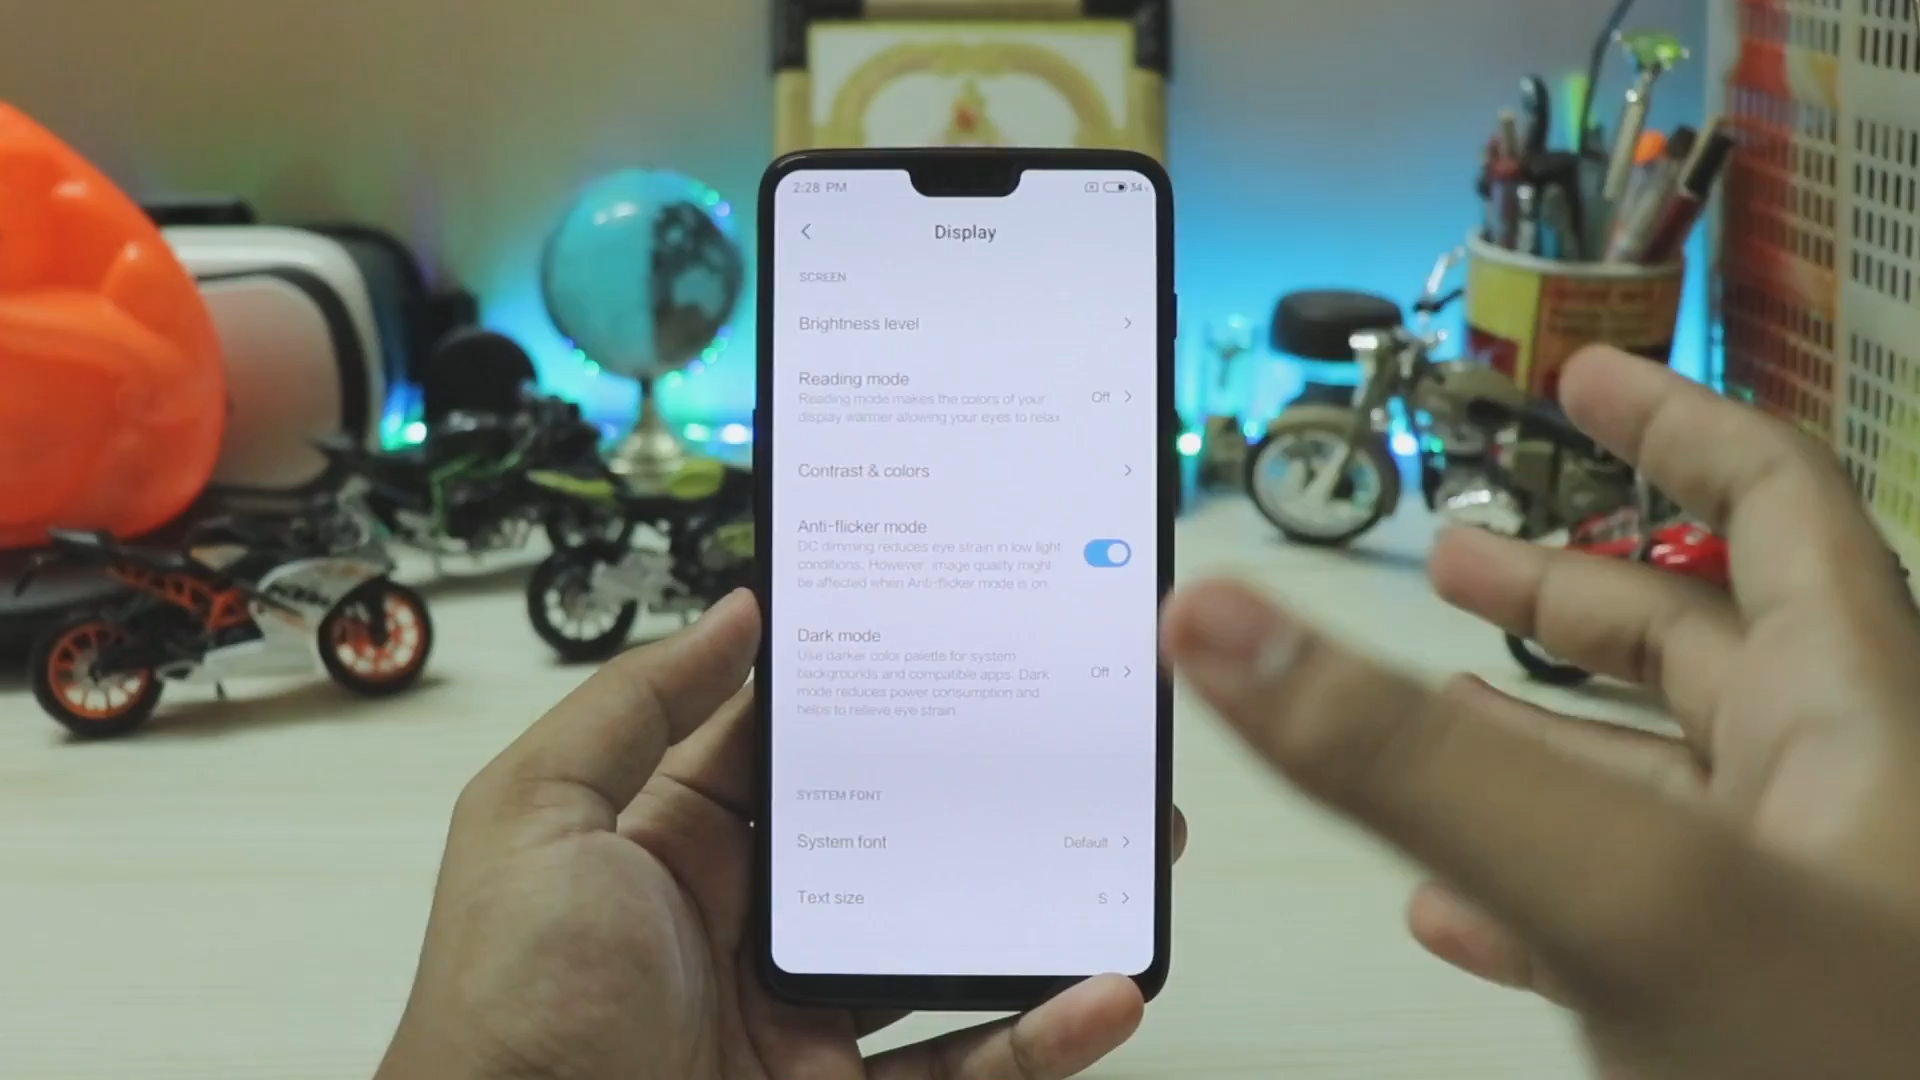 2:28 PM
34
Display
SCREEN
Brightness level
Reading mode
Reading mode makes the colors of your
display warmer allowing your eyes to relax.
Off
Contrast & colors
Anti-flicker mode
DC dimming reduces eye strain in low light
conditions. However, image quality might
be affected when Anti-flicker mode is on.
Dark mode
Use darker color palette for system
backgrounds and compatible apps. Dark
mode reduces power consumption and
helps to relieve eye strain.
Off
SYSTEM FONT
System font
Default
Text size
S